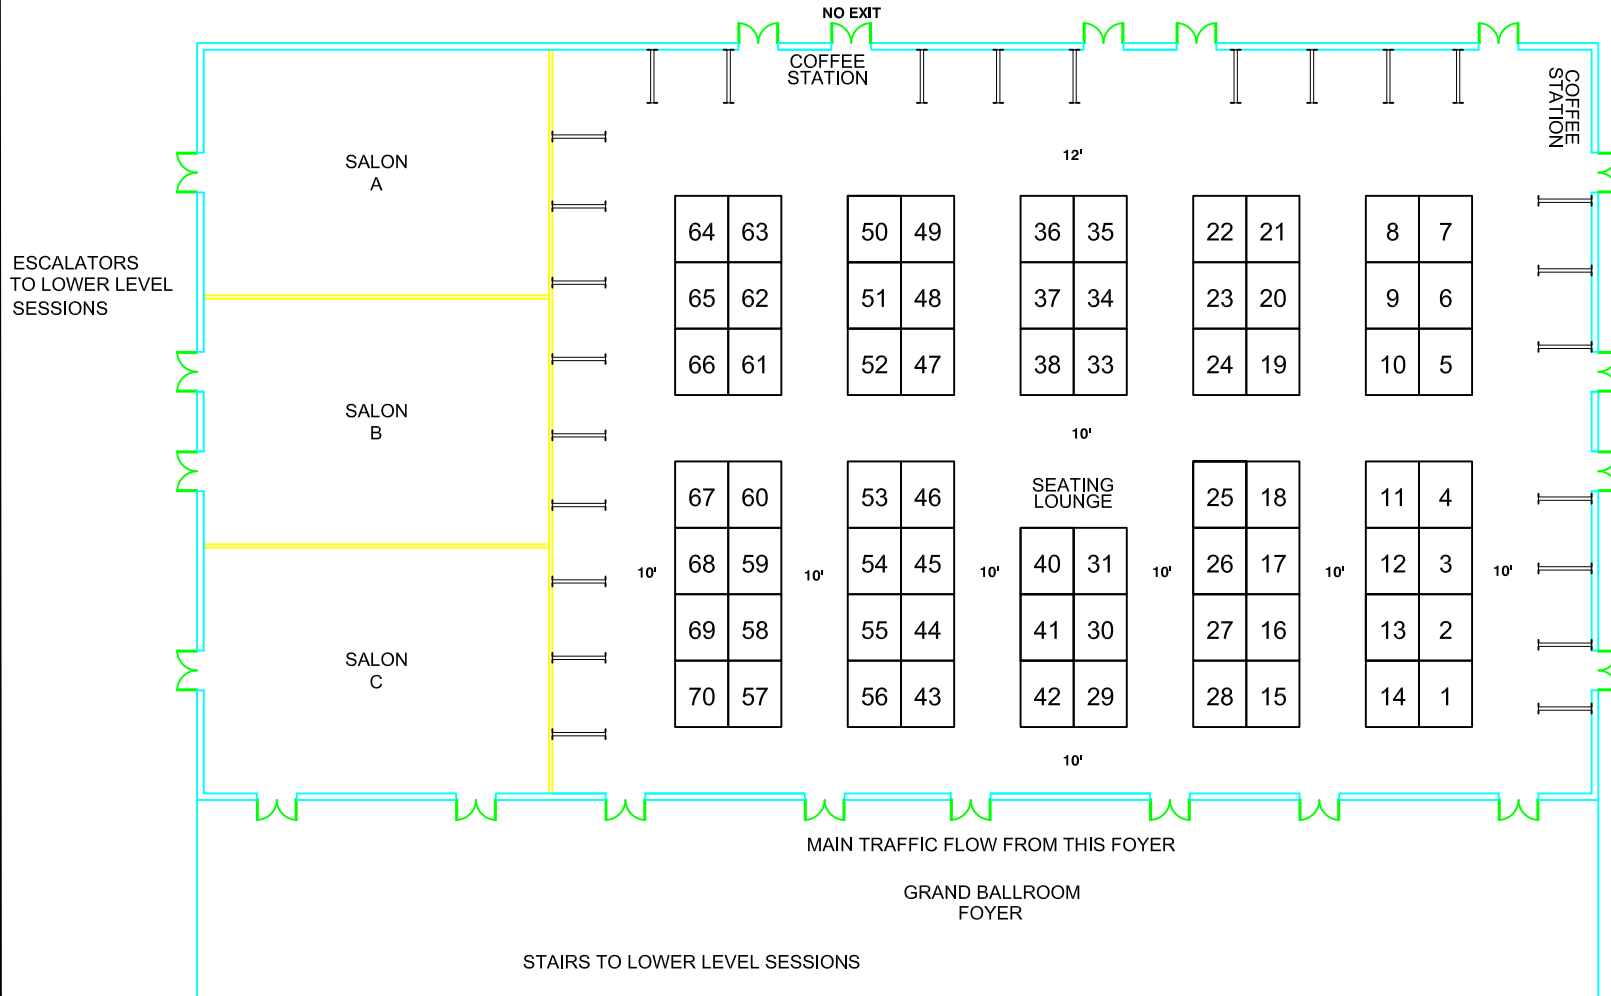 NO EXIT
COFFEE
STATION
COFFEE
STATION
SALON
A
12'
ESCALATORS
TO LOWER LEVEL
SESSIONS
64 63 50 49 36 35 22 21 8 7
65 62 51 48 37 34 23 20 9 6
66 61 52 47 38 33 24 19 10 5
SALON
B
10'
SEATING
LOUNGE
67 60 53 46 25 18 11 4
10' 68 59 10' 54 45 10' 40 31 10' 26 17 10' 12 3 10'
69 58 55 44 41 30 27 16 13 2
SALON
C
70 57 56 43 42 29 28 15 14 1
10'
MAIN TRAFFIC FLOW FROM THIS FOYER
GRAND BALLROOM
FOYER
STAIRS TO LOWER LEVEL SESSIONS